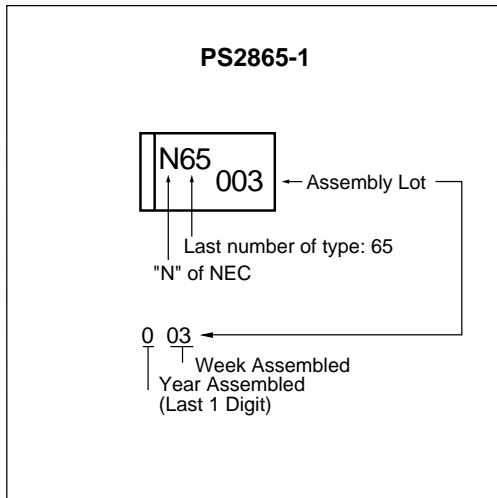 PS2865-1
N65
003
Assembly Lot
Last number of type: 65
"N" of NEC
0 03
Week Assembled
Year Assembled
(Last 1 Digit)